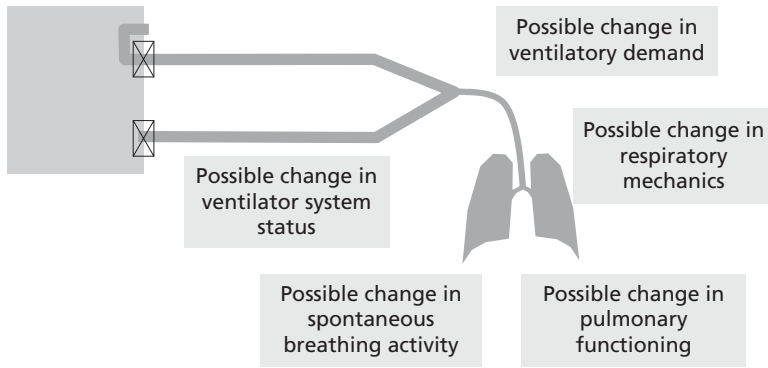 Possible change in
ventilatory demand
Possible change in
respiratory
mechanics
Possible change in
ventilator system
status
Possible change in
spontaneous
breathing activity
Possible change in
pulmonary
functioning